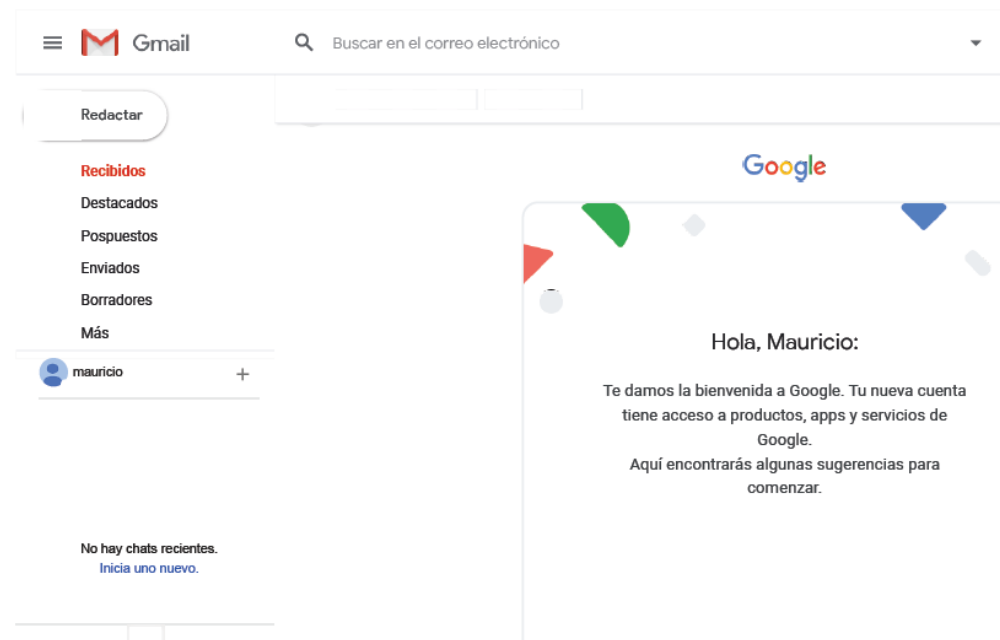 Gmail
Buscar en el correo electrónico
Redactar
Recibidos
Destacados
Pospuestos
Enviados
Borradores
Más
mauricio
No hay chats recientes.
Inicia uno nuevo.
Google
Hola, Mauricio:
Te damos la bienvenida a Google. Tu nueva cuenta
tiene acceso a productos, apps y servicios de
Google.
Aquí encontrarás algunas sugerencias para
comenzar.